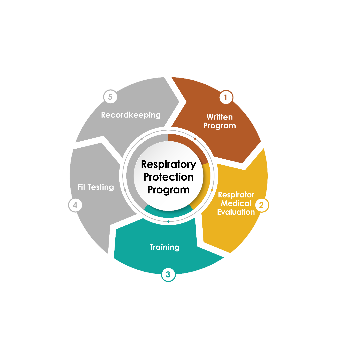 Respiratory
Protection
Program
1
Written
Program
2
Respirator
Medical
Evaluation
3
Training
4
Fit Testing
5
Recordkeeping